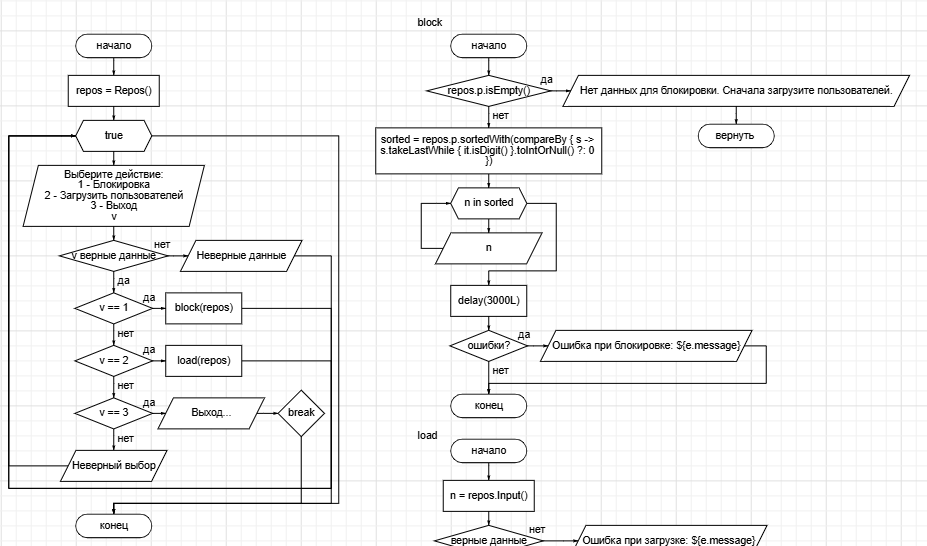 начало
repos = Repos()
true
Выберите действие:
1 - Блокировка
2 - Загрузить пользователей
3 - Выход
v
v верные данные
нет
Неверные данные
да
v == 1
да
block(repos)
нет
v == 2
да
load(repos)
нет
v == 3
да
Выход...
break
нет
Неверный выбор
конец
block
начало
repos.p.isEmpty()
да
Нет данных для блокировки. Сначала загрузите пользователей.
вернуть
нет
sorted = repos.p.sortedWith(compareBy { s ->
s.takeLastWhile { it.isDigit() }.toIntOrNull() ?: 0
})
n in sorted
n
delay(3000L)
ошибки?
да
Ошибка при блокировке: ${e.message}
нет
конец
load
начало
n = repos.Input()
верные данные
нет
Ошибка при загрузке: ${e.message}